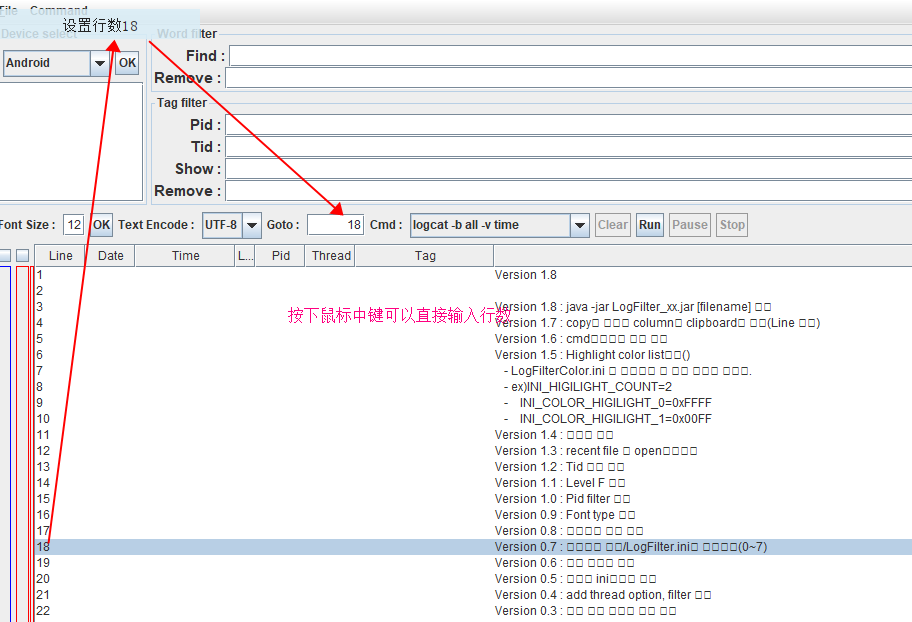 File Command
设置行数18
Device select
Android OK
Word filter
Find :
Remove :
Tag filter
Pid :
Tid :
Show :
Remove :
Font Size : 12 OK Text Encode : UTF-8 Goto : 18 Cmd : logcat -b all -v time Clear Run Pause Stop
Line Date Time L... Pid Thread Tag
1 Version 1.8
2
3 Version 1.8 : java -jar LogFilter_xx.jar [filename] □□
按下鼠标中键可以直接输入行数
4 Version 1.7 : copy□ □□□ column□ clipboard□ □□(Line □□)
5 Version 1.6 : cmd□□□□ □□ □□
6 Version 1.5 : Highlight color list□□()
7 - LogFilterColor.ini □ □□□□ □ □□ □□□ □□□.
8 - ex)INI_HIGILIGHT_COUNT=2
9 - INI_COLOR_HIGILIGHT_0=0xFFFF
10 - INI_COLOR_HIGILIGHT_1=0x00FF
11 Version 1.4 : □□□ □□
12 Version 1.3 : recent file □ open□□□□
13 Version 1.2 : Tid □□ □□
14 Version 1.1 : Level F □□
15 Version 1.0 : Pid filter □□
16 Version 0.9 : Font type □□
17 Version 0.8 : □□□□ □□ □□
18 Version 0.7 : □□□□ □□/LogFilter.ini□ □□□□(0~7)
19 Version 0.6 : □□ □□□ □□
20 Version 0.5 : □□□ ini□□□ □□
21 Version 0.4 : add thread option, filter □□
22 Version 0.3 : □□ □□ □□□ □□ □□